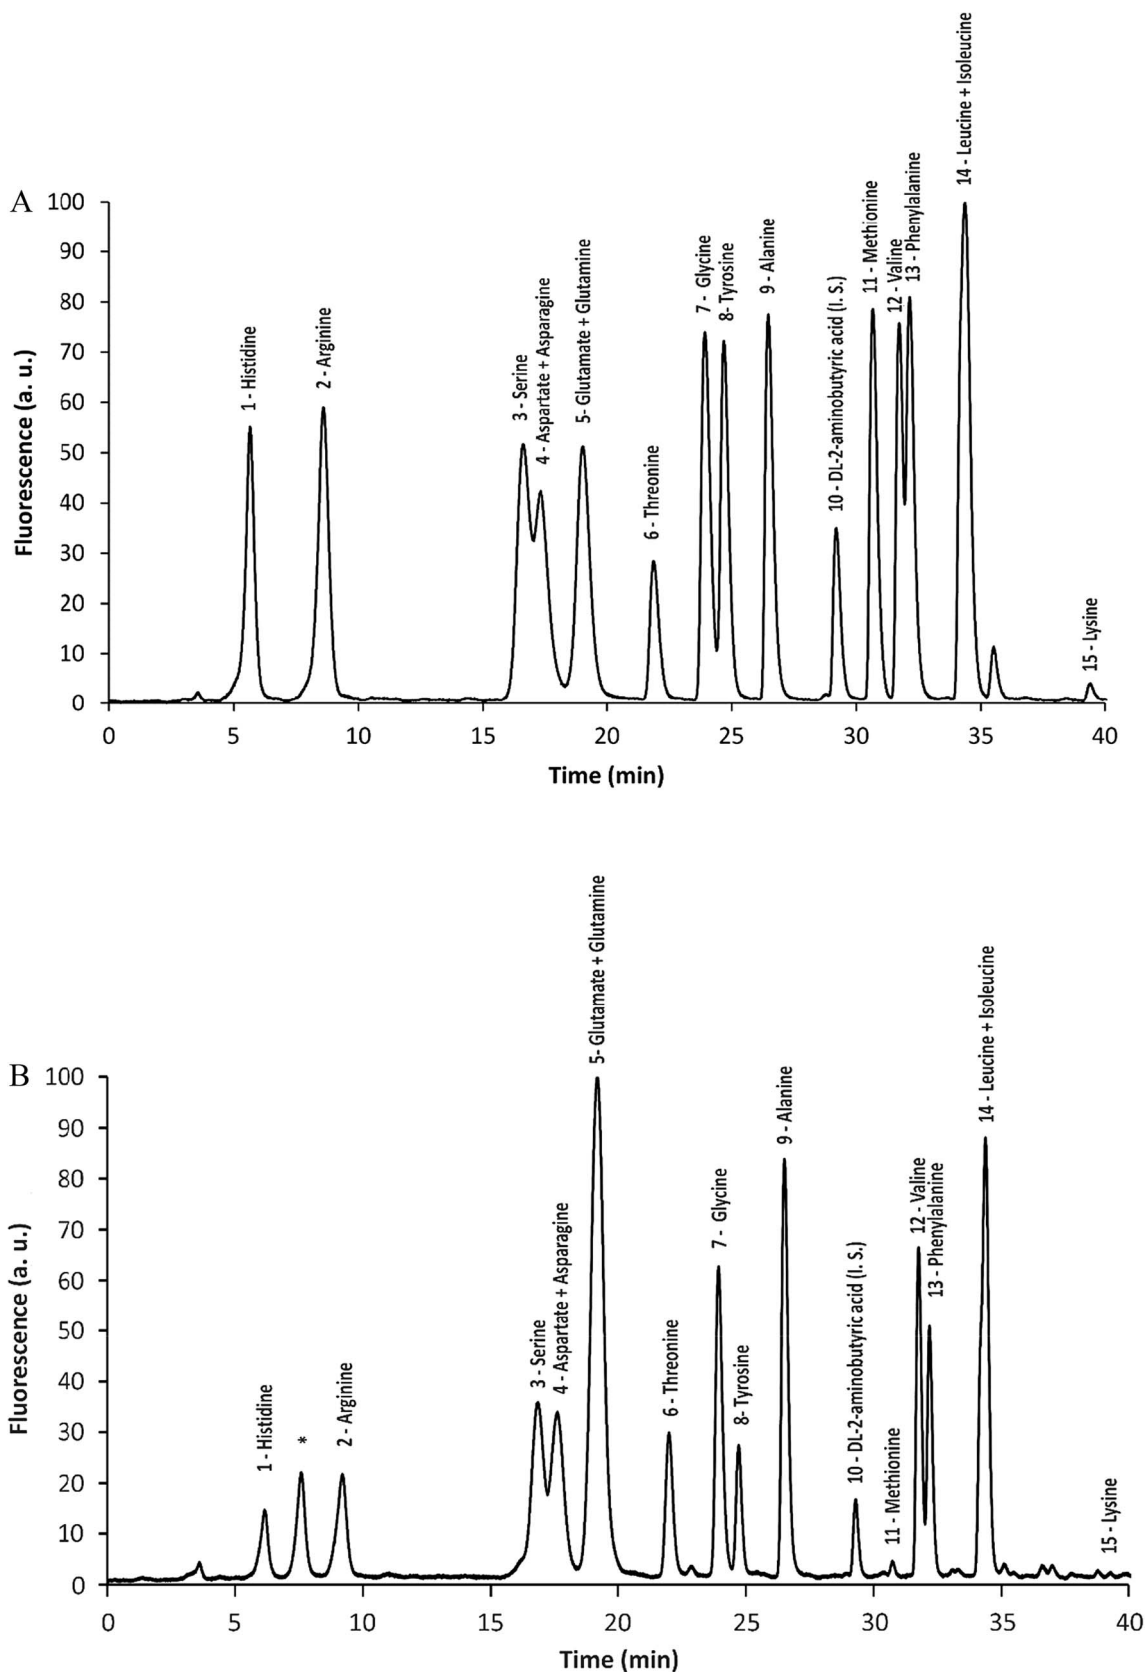 A
Fluorescence (a. u.)
100
90
80
70
60
50
40
30
20
10
0
1 - Histidine
2 - Arginine
3 - Serine
4 - Aspartate + Asparagine
5- Glutamate + Glutamine
6 - Threonine
7 - Glycine
8- Tyrosine
9 - Alanine
10 - DL-2-aminobutyric acid (I. S.)
11 - Methionine
12 - Valine
13 - Phenylalanine
14 - Leucine + Isoleucine
15 - Lysine
0 5 10 15 20 25 30 35 40
Time (min)
B
Fluorescence (a. u.)
100
90
80
70
60
50
40
30
20
10
0
1 - Histidine
*
2 - Arginine
3 - Serine
4 - Aspartate + Asparagine
5- Glutamate + Glutamine
6 - Threonine
7 - Glycine
8- Tyrosine
9 - Alanine
10 - DL-2-aminobutyric acid (I. S.)
11 - Methionine
12 - Valine
13 - Phenylalanine
14 - Leucine + Isoleucine
15 - Lysine
0 5 10 15 20 25 30 35 40
Time (min)